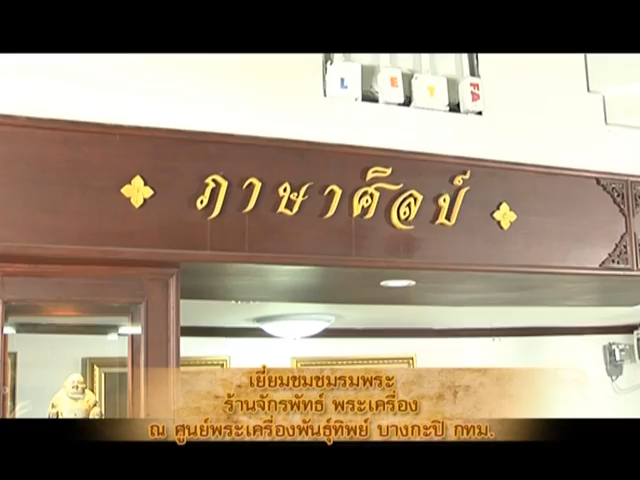 L E T FA
ภาษาศิลป์
เยี่ยมชมชมรมพระ
ร้านจักรพัทธ์ พระเครื่อง
ณ ศูนย์พระเครื่องพันธุ์ทิพย์ บางกะปิ กทม.